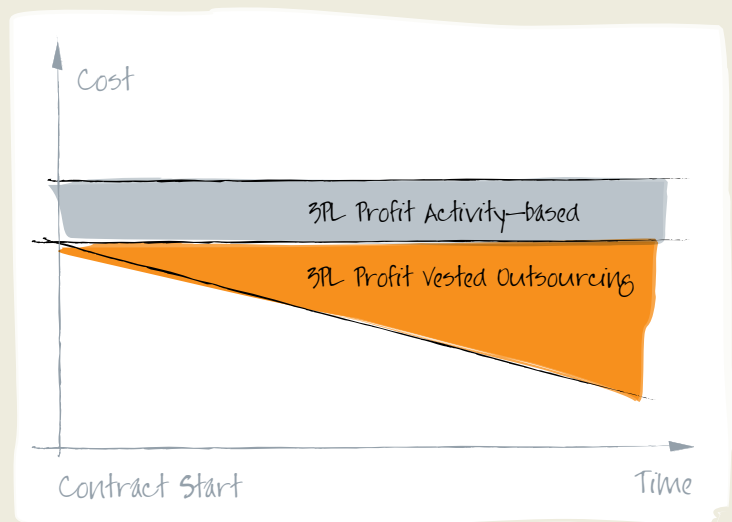 Cost
3PL Profit Activity-based
3PL Profit Vested Outsourcing
Contract Start
Time